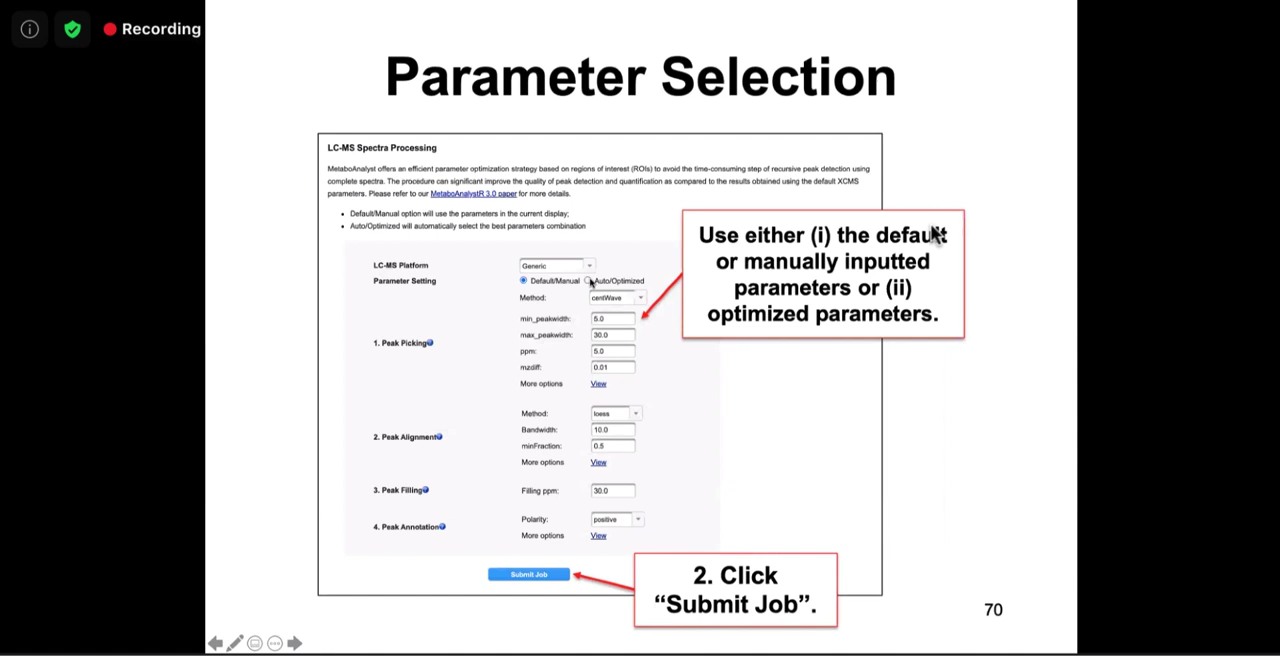 Recording
Parameter Selection
LC-MS Spectra Processing
MetaboAnalyst offers an efficient parameter optimization strategy based on regions of interest (ROIs) to avoid the time-consuming step of recursive peak detection using
complete spectra. The procedure can significant improve the quality of peak detection and quantification as compared to the results obtained using the default XCMS
parameters. Please refer to our MetaboAnalystR 3.0 paper for more details.
• Default/Manual option will use the parameters in the current display;
• Auto/Optimized will automatically select the best parameters combination
Use either (i) the default
or manually inputted
parameters or (ii)
optimized parameters.
LC-MS Platform Generic
Parameter Setting Default/Manual Auto/Optimized
Method: centWave
min_peakwidth: 5.0
max_peakwidth: 30.0
1. Peak Picking
ppm: 5.0
mzdiff: 0.01
More options View
Method: loess
Bandwidth: 10.0
2. Peak Alignment
minFraction: 0.5
More options View
3. Peak Filling Filling ppm: 30.0
Polarity: positive
4. Peak Annotation
More options View
Submit Job
2. Click
“Submit Job”.
70